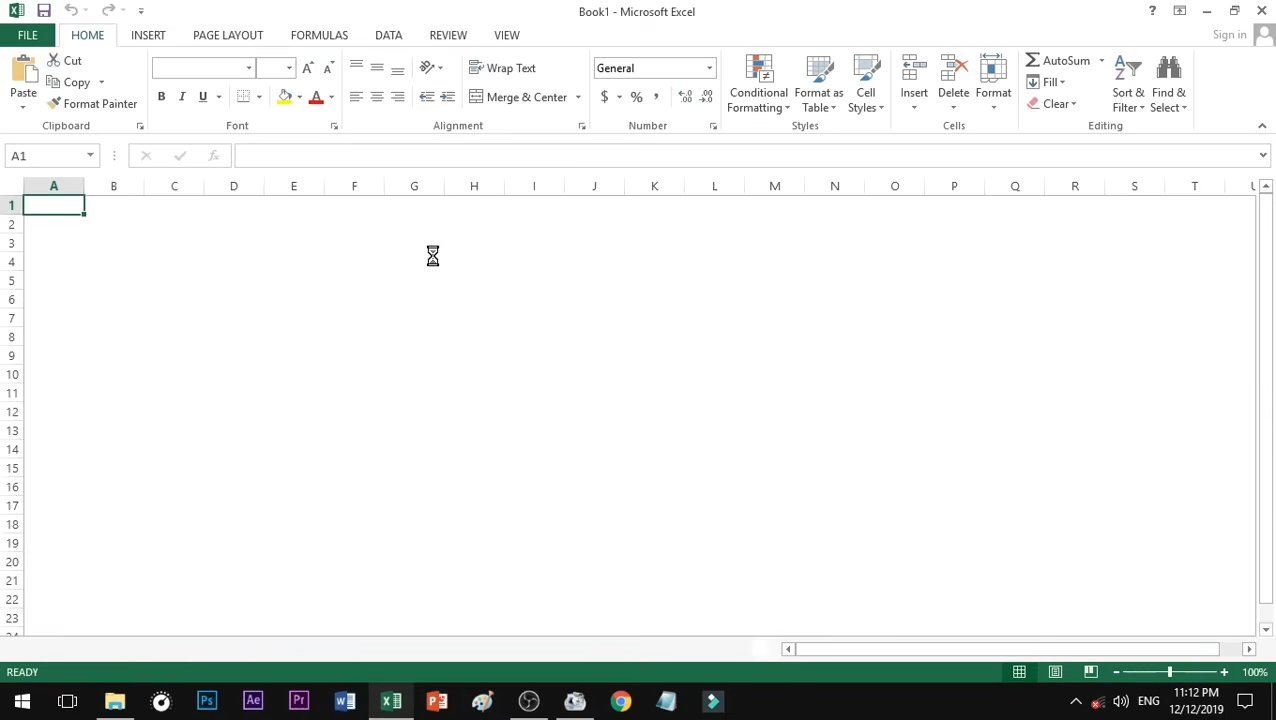 Book1 - Microsoft Excel
?
FILE HOME INSERT PAGE LAYOUT FORMULAS DATA REVIEW VIEW
Sign in
Paste
Cut
Copy
Format Painter
Clipboard
B I U A
Font
Wrap Text
Merge & Center
Alignment
General
$ % ,
Number
Conditional Formatting
Format as Table
Cell Styles
Styles
Insert
Delete
Format
Cells
AutoSum
Fill
Clear
Sort & Filter
Find & Select
Editing
A1
fx
A B C D E F G H I J K L M N O P Q R S T U
1
2
3
4
5
6
7
8
9
10
11
12
13
14
15
16
17
18
19
20
21
22
23
24
READY
100%
Ps Ae Pr
ENG
11:12 PM
12/12/2019